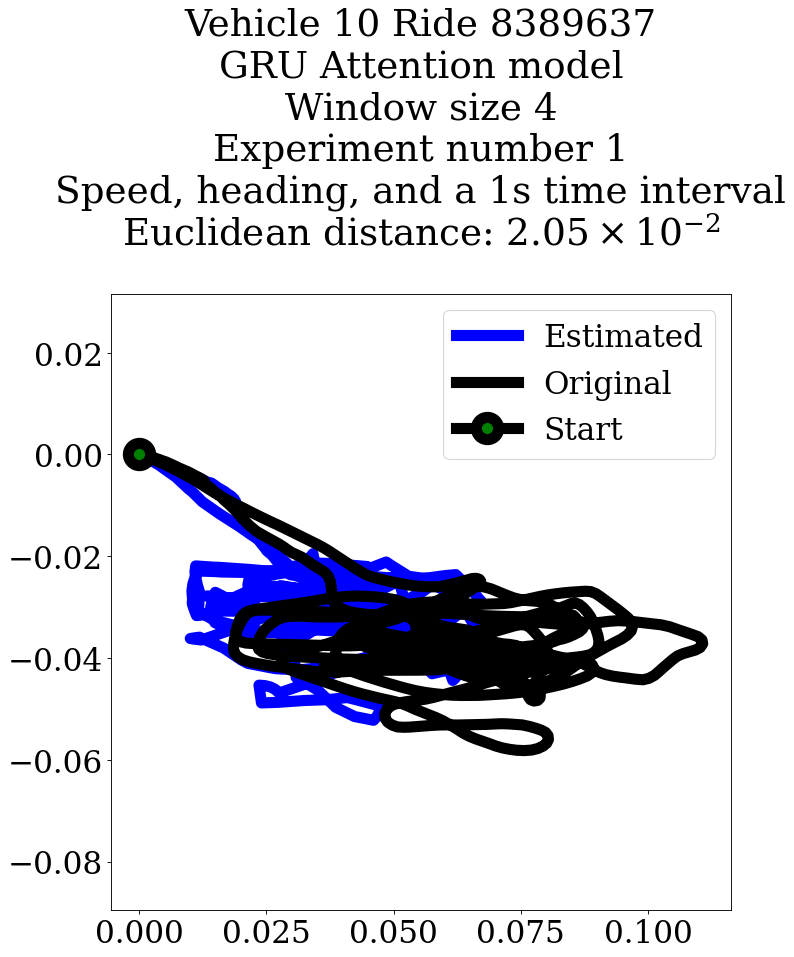 Vehicle 10 Ride 8389637
GRU Attention model
Window size 4
Experiment number 1
Speed, heading, and a 1s time interval
Euclidean distance: 2.05 × 10⁻²
Estimated
Original
Start
0.02
0.00
−0.02
−0.04
−0.06
−0.08
0.000 0.025 0.050 0.075 0.100